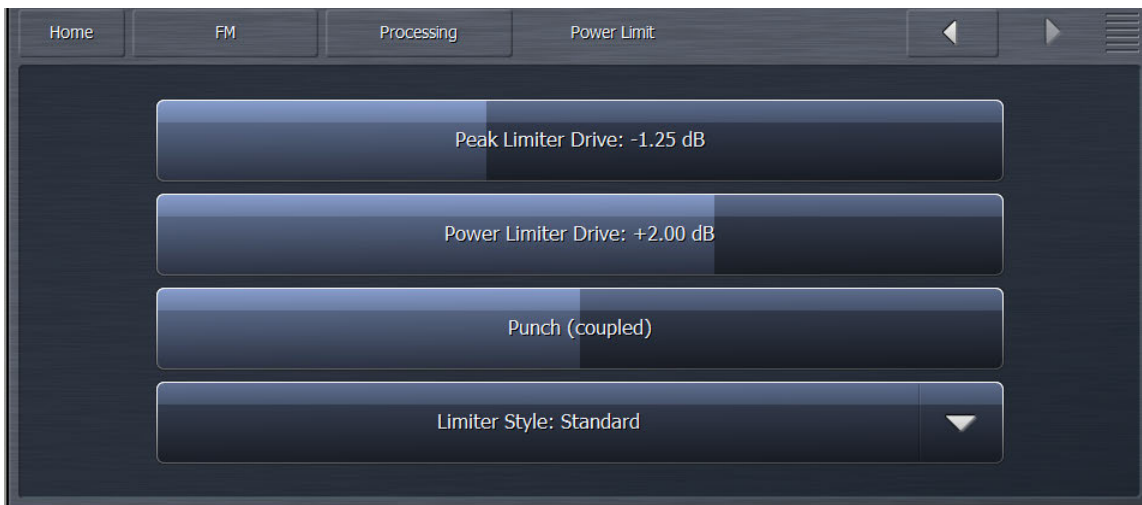 Home FM Processing Power Limit
Peak Limiter Drive: -1.25 dB
Power Limiter Drive: +2.00 dB
Punch (coupled)
Limiter Style: Standard